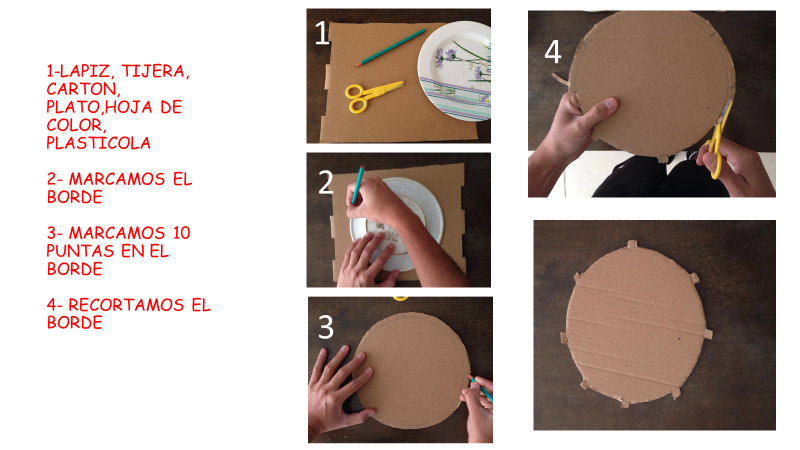 1-LAPIZ, TIJERA,
CARTON,
PLATO,HOJA DE
COLOR,
PLASTICOLA
2- MARCAMOS EL
BORDE
3- MARCAMOS 10
PUNTAS EN EL
BORDE
4- RECORTAMOS EL
BORDE
1
2
3
4